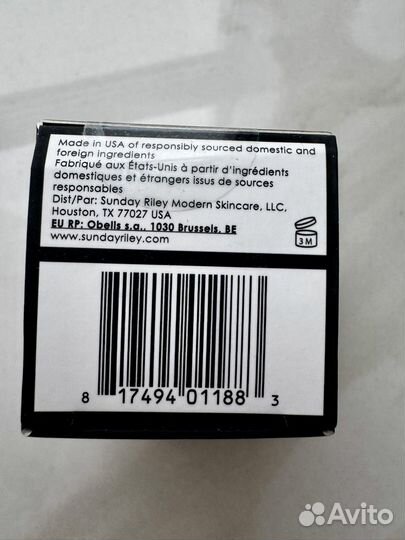 Made in USA of responsibly sourced domestic and
foreign ingredients
Fabriqué aux États-Unis à partir d'ingrédients
domestiques et étrangers issus de sources
responsables
Dist/Par: Sunday Riley Modern Skincare, LLC,
Houston, TX 77027 USA
EU RP: Obelis s.a., 1030 Brussels, BE
www.sundayriley.com
3 M
8 17494 01188 3
Avito